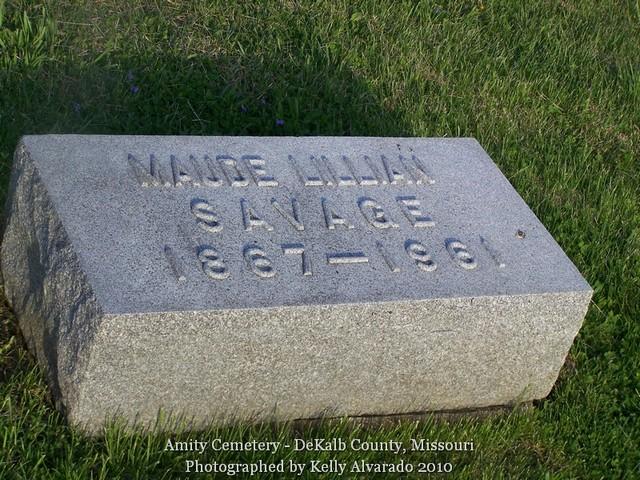 MAUDE LILLIAN
SAVAGE
1867—1961
Amity Cemetery - DeKalb County, Missouri
Photographed by Kelly Alvarado 2010